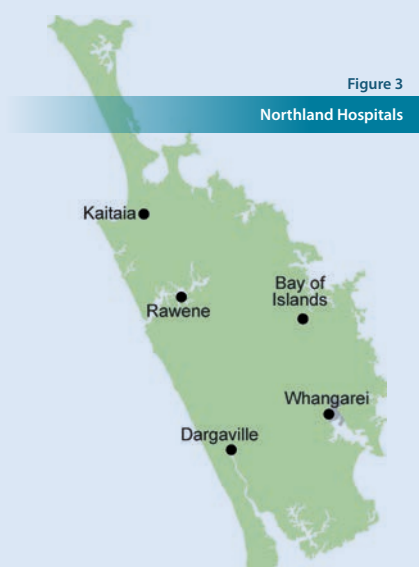 Figure 3
Northland Hospitals
Kaitaia
Rawene
Bay of
Islands
Whangarei
Dargaville